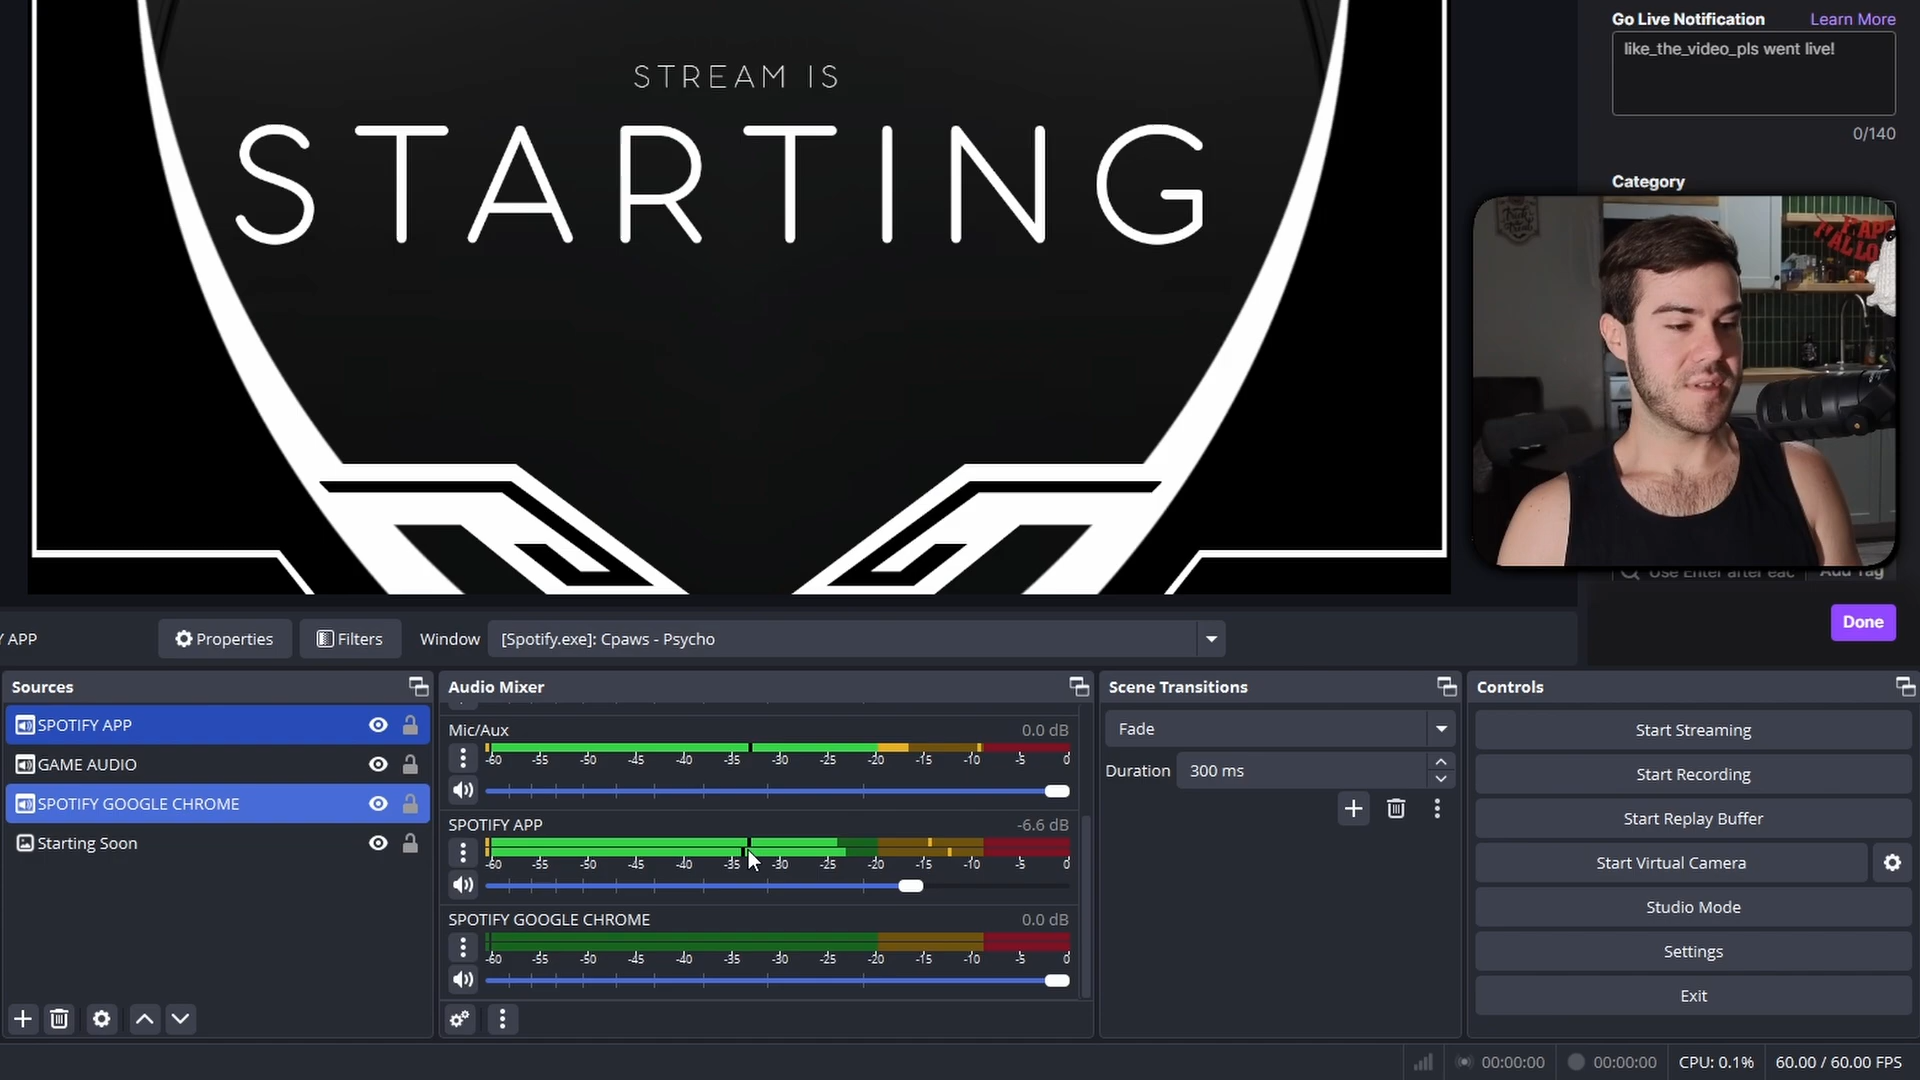 Go Live Notification Learn More
like_the_video_pls went live!
0/140
Category
STREAM IS
STARTING
Use Enter after eac Add Tag
Done
Y APP Properties Filters Window [Spotify.exe]: Cpaws - Psycho
Sources
SPOTIFY APP
GAME AUDIO
SPOTIFY GOOGLE CHROME
Starting Soon
Audio Mixer
Mic/Aux 0.0 dB
-60 -55 -50 -45 -40 -35 -30 -25 -20 -15 -10 -5 0
SPOTIFY APP -6.6 dB
-60 -55 -50 -45 -40 -35 -30 -25 -20 -15 -10 -5 0
SPOTIFY GOOGLE CHROME 0.0 dB
-60 -55 -50 -45 -40 -35 -30 -25 -20 -15 -10 -5 0
Scene Transitions
Fade
Duration 300 ms
Controls
Start Streaming
Start Recording
Start Replay Buffer
Start Virtual Camera
Studio Mode
Settings
Exit
00:00:00 00:00:00 CPU: 0.1% 60.00 / 60.00 FPS